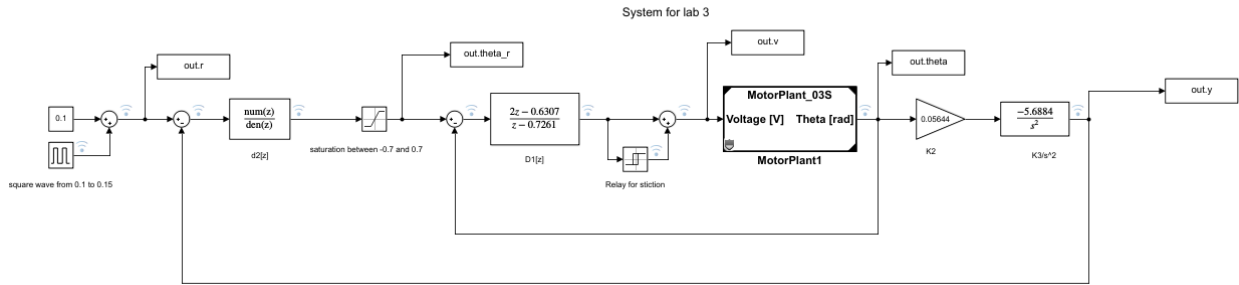 System for lab 3
out.r
out.theta_r
out.v
out.theta
out.y
0.1
num(z)
den(z)
2z − 0.6307
z − 0.7261
MotorPlant_03S
Voltage [V] Theta [rad]
MotorPlant1
0.05644
−5.6884
s²
d2[z]
saturation between -0.7 and 0.7
D1[z]
K2
K3/s^2
square wave from 0.1 to 0.15
Relay for stiction